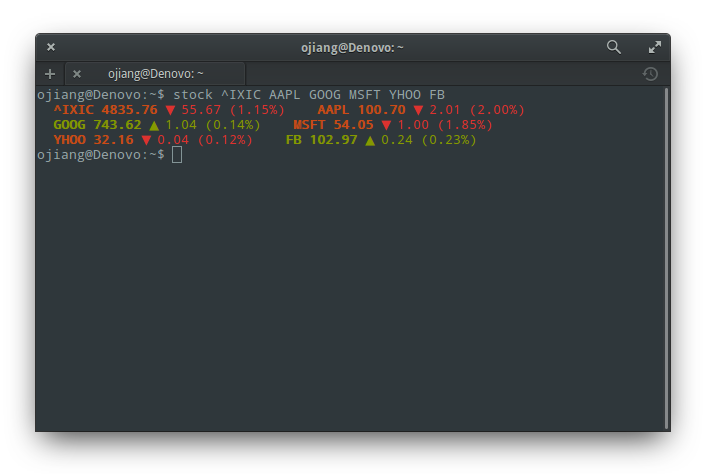 ojiang@Denovo: ~
ojiang@Denovo: ~
ojiang@Denovo:~$ stock ^IXIC AAPL GOOG MSFT YHOO FB
^IXIC 4835.76 ▼ 55.67 (1.15%) AAPL 100.70 ▼ 2.01 (2.00%)
GOOG 743.62 ▲ 1.04 (0.14%) MSFT 54.05 ▼ 1.00 (1.85%)
YHOO 32.16 ▼ 0.04 (0.12%) FB 102.97 ▲ 0.24 (0.23%)
ojiang@Denovo:~$